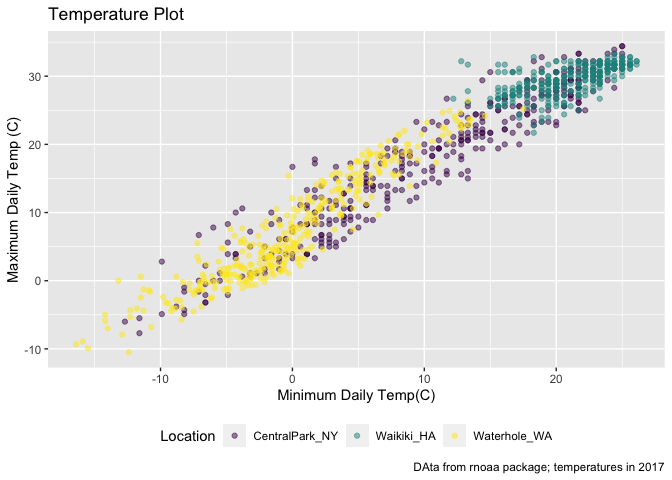 Temperature Plot
Maximum Daily Temp (C)
30
20
10
0
-10
-10 0 10 20
Minimum Daily Temp(C)
Location CentralPark_NY Waikiki_HA Waterhole_WA
DAta from rnoaa package; temperatures in 2017